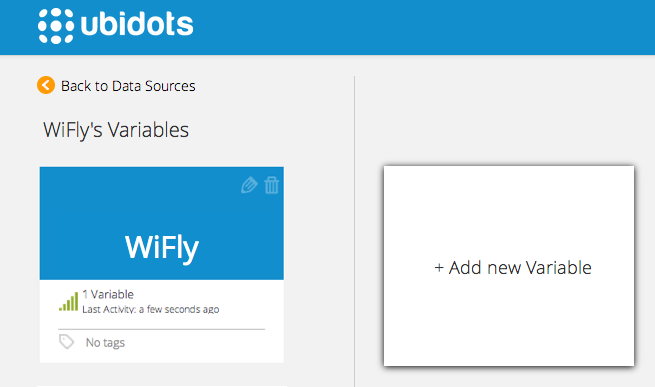 ubidots
Back to Data Sources
WiFly's Variables
WiFly
1 Variable
Last Activity: a few seconds ago
No tags
+ Add new Variable